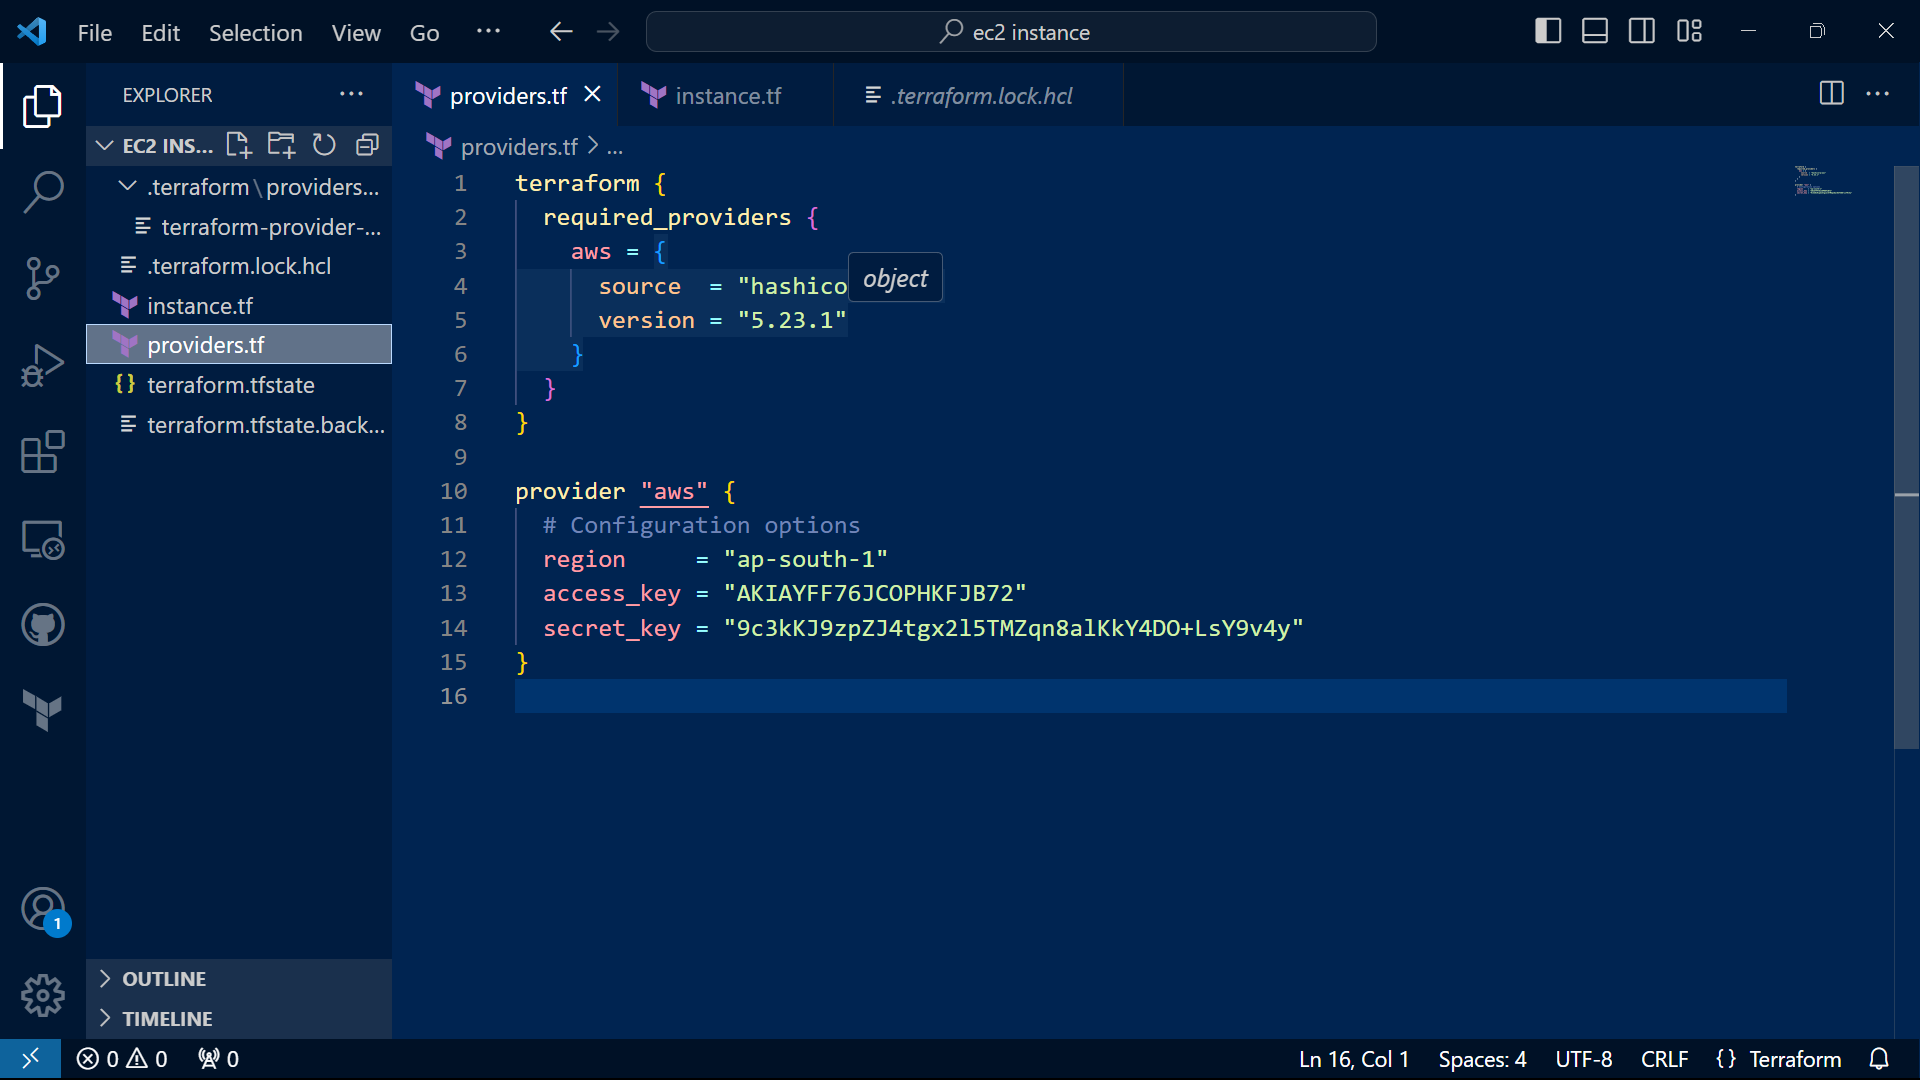 File Edit Selection View Go ··· ec2 instance
EXPLORER ···
EC2 INS...
.terraform\providers...
terraform-provider-...
.terraform.lock.hcl
instance.tf
providers.tf
{} terraform.tfstate
terraform.tfstate.back...
OUTLINE
TIMELINE
1
providers.tf instance.tf .terraform.lock.hcl ···
providers.tf > ...
1 terraform {
2 required_providers {
3 aws = {
object
4 source = "hashico
5 version = "5.23.1"
6 }
7 }
8 }
9
10 provider "aws" {
11 # Configuration options
12 region = "ap-south-1"
13 access_key = "AKIAYFF76JCOPHKFJB72"
14 secret_key = "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"
15 }
16
0 0 0 Ln 16, Col 1 Spaces: 4 UTF-8 CRLF {} Terraform